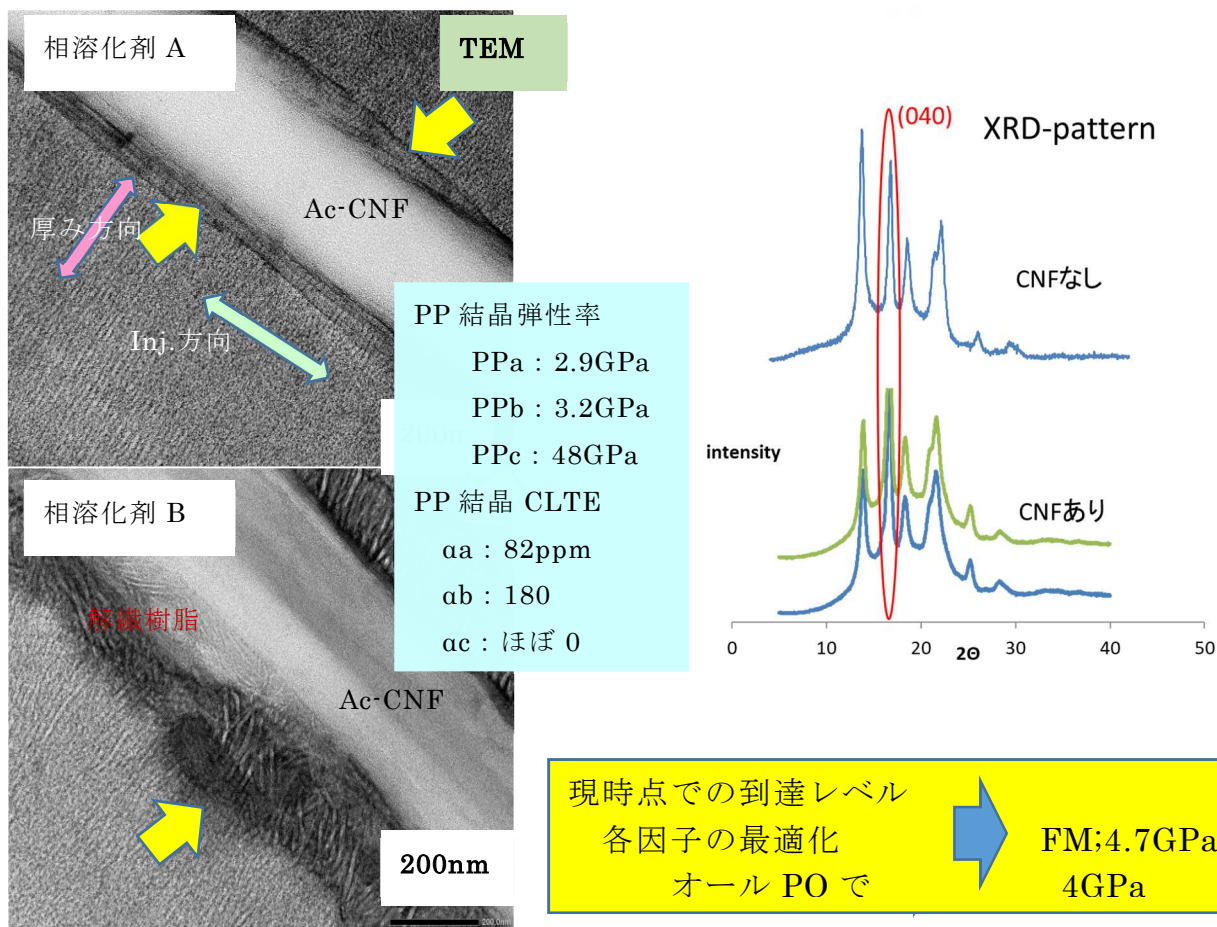 相溶化剤 A
TEM
Ac-CNF
厚み方向
Inj.方向
200nm
相溶化剤 B
解繊樹脂
Ac-CNF
200nm
200.0nm
PP 結晶弾性率
PPa : 2.9GPa
PPb : 3.2GPa
PPc : 48GPa
PP 結晶 CLTE
αa : 82ppm
αb : 180
αc : ほぼ 0
(040)
XRD-pattern
CNFなし
intensity
CNFあり
0 10 20 30 40 50
2Θ
現時点での到達レベル
各因子の最適化
FM;4.7GPa
オール PO で
4GPa